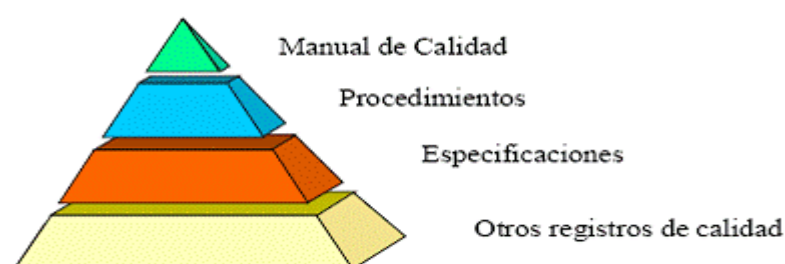 Manual de Calidad
Procedimientos
Especificaciones
Otros registros de calidad